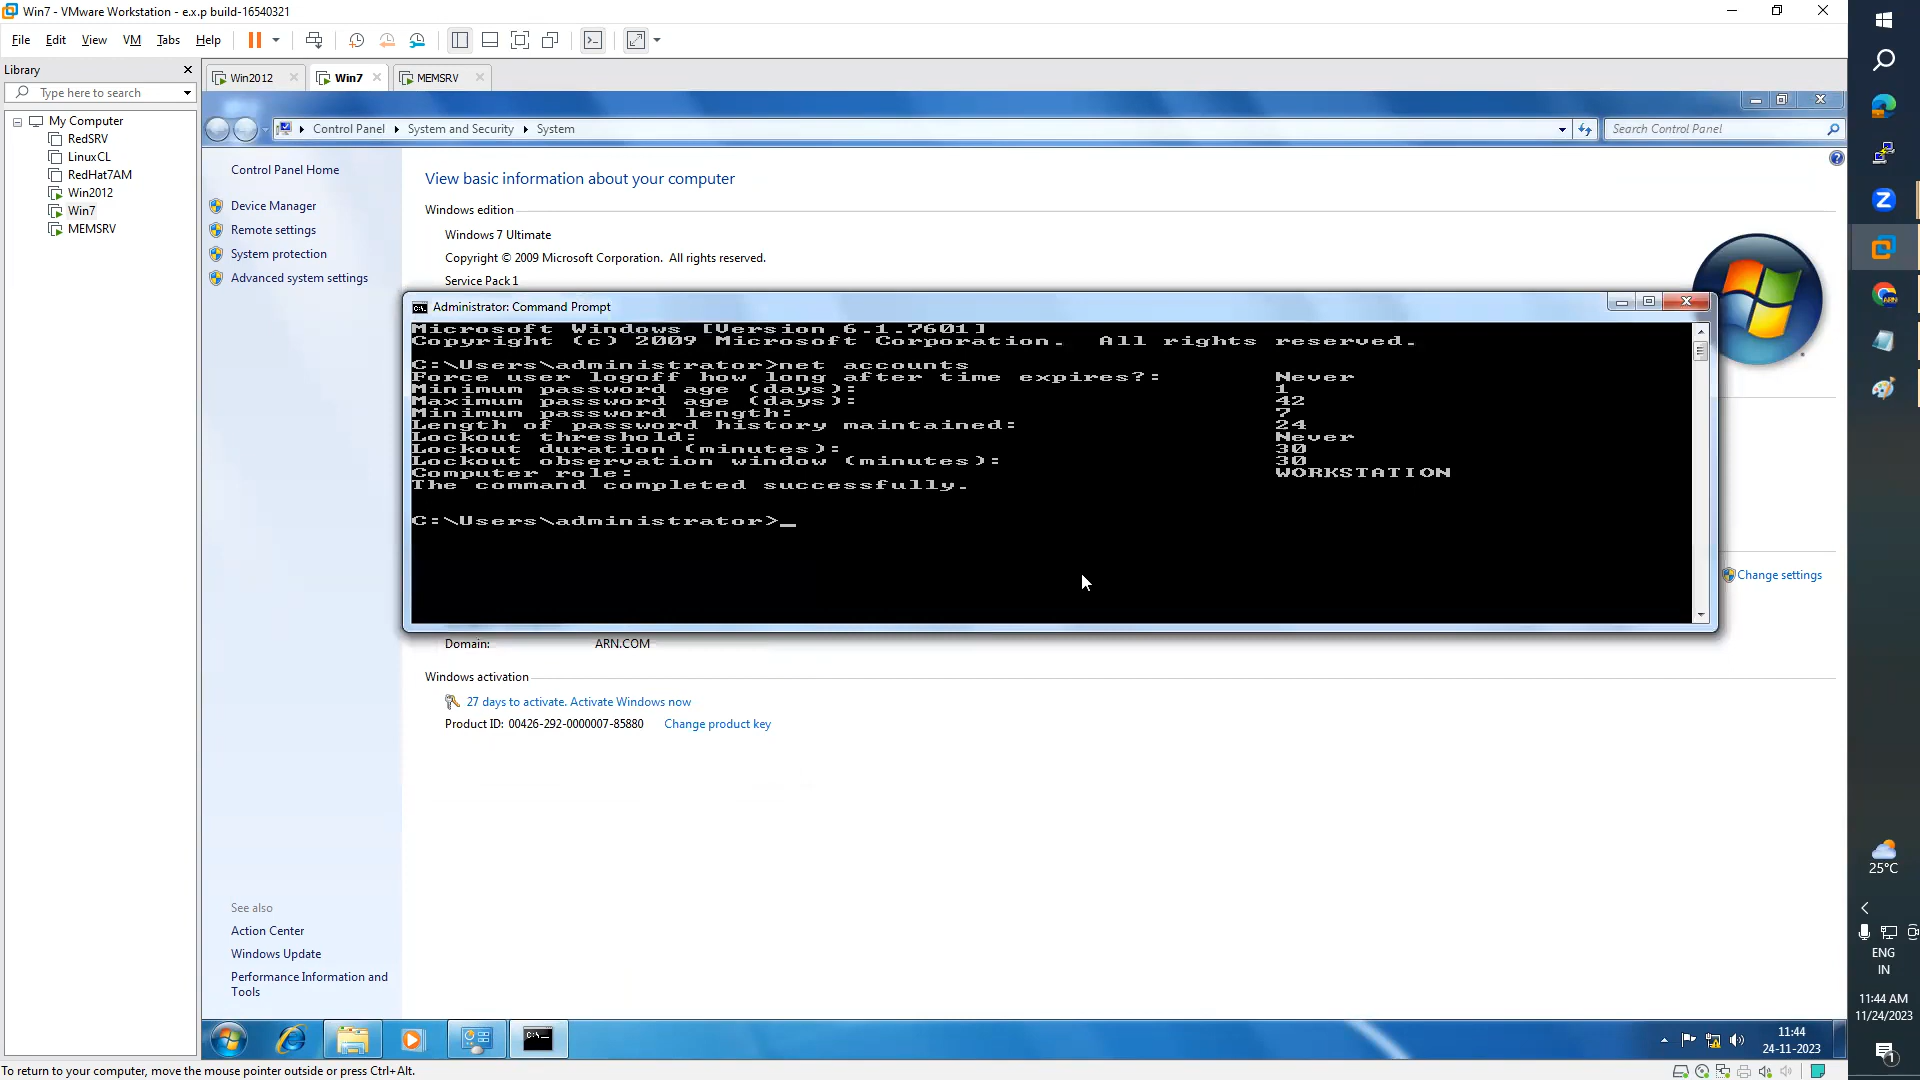 Win7 - VMware Workstation - e.x.p build-16540321
File Edit View VM Tabs Help
Library
Type here to search
My Computer
RedSRV
LinuxCL
RedHat7AM
Win2012
Win7
MEMSRV
Win2012 Win7 MEMSRV
Control Panel System and Security System
Search Control Panel
Control Panel Home
Device Manager
Remote settings
System protection
Advanced system settings
View basic information about your computer
Windows edition
Windows 7 Ultimate
Copyright © 2009 Microsoft Corporation. All rights reserved.
Service Pack 1
Administrator: Command Prompt
Microsoft Windows [Version 6.1.7601]
Copyright (c) 2009 Microsoft Corporation. All rights reserved.
C:\Users\administrator>net accounts
Force user logoff how long after time expires?: Never
Minimum password age (days): 1
Maximum password age (days): 42
Minimum password length: 7
Length of password history maintained: 24
Lockout threshold: Never
Lockout duration (minutes): 30
Lockout observation window (minutes): 30
Computer role: WORKSTATION
The command completed successfully.
C:\Users\administrator>_
Change settings
Domain: ARN.COM
Windows activation
27 days to activate. Activate Windows now
Product ID: 00426-292-0000007-85880 Change product key
See also
Action Center
Windows Update
Performance Information and
Tools
11:44
24-11-2023
To return to your computer, move the mouse pointer outside or press Ctrl+Alt.
25°C
ENG
IN
11:44 AM
11/24/2023
1